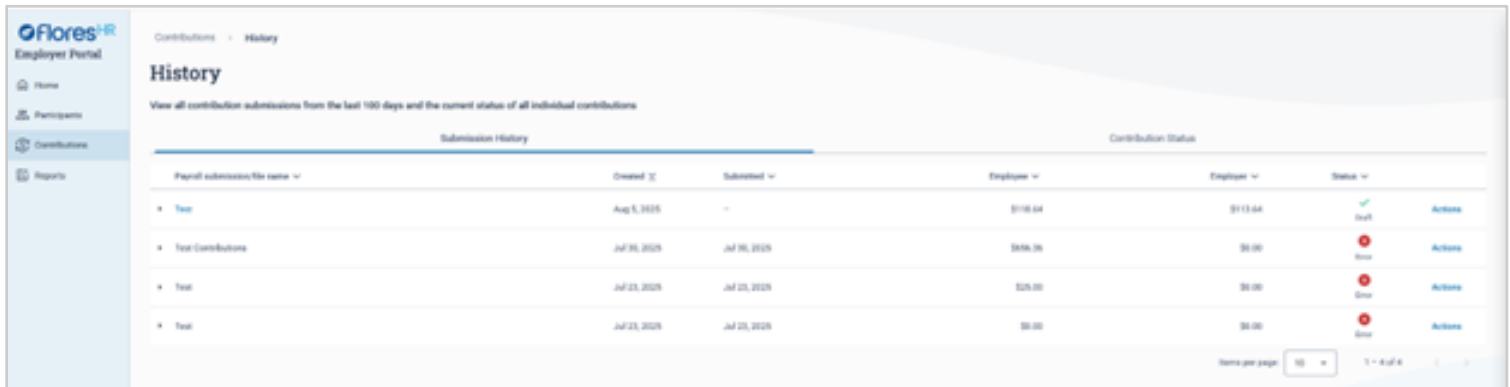 Flores HR
Employer Portal
Home
Participants
Contributions
Reports
Contributions > History
History
View all contribution submissions from the last 100 days and the current status of all individual contributions
Submission History Contribution Status
Payroll submission/file name Created Submitted Employee Employer Status
Test Aug 5, 2025 -- $113.64 Draft Actions
Test Contributions Jul 30, 2025 Jul 30, 2025 $0.00 Error Actions
Test Jul 23, 2025 Jul 23, 2025 $25.00 $0.00 Error Actions
Test Jul 23, 2025 Jul 23, 2025 $0.00 $0.00 Error Actions
Items per page: 10 1 – 4 of 4